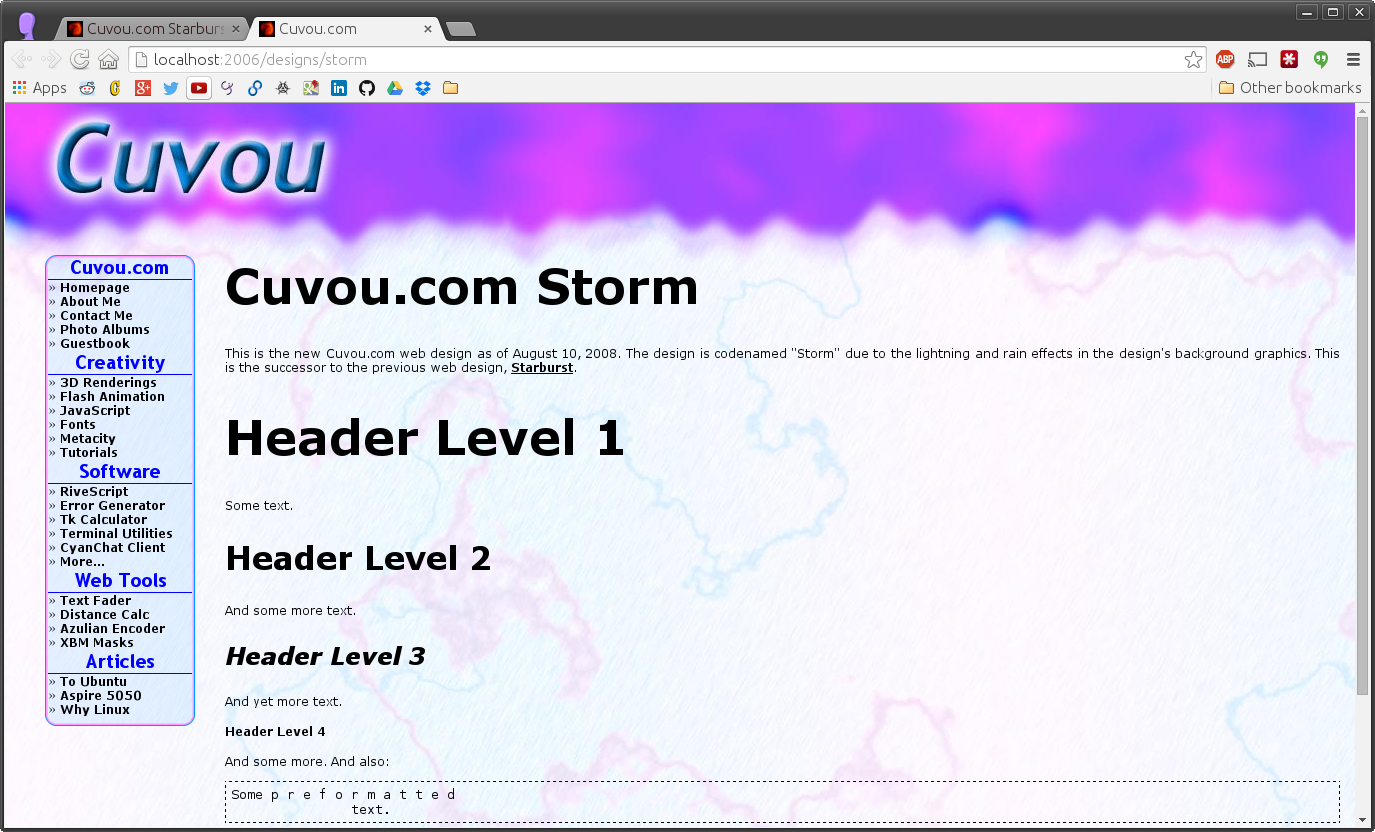 Cuvou.com Starburs
Cuvou.com
localhost:2006/designs/storm
ABP
Apps
Other bookmarks
Cuvou
Cuvou.com
» Homepage
» About Me
» Contact Me
» Photo Albums
» Guestbook
Creativity
» 3D Renderings
» Flash Animation
» JavaScript
» Fonts
» Metacity
» Tutorials
Software
» RiveScript
» Error Generator
» Tk Calculator
» Terminal Utilities
» CyanChat Client
» More...
Web Tools
» Text Fader
» Distance Calc
» Azulian Encoder
» XBM Masks
Articles
» To Ubuntu
» Aspire 5050
» Why Linux
Cuvou.com Storm
This is the new Cuvou.com web design as of August 10, 2008. The design is codenamed "Storm" due to the lightning and rain effects in the design's background graphics. This
is the successor to the previous web design, Starburst.
Header Level 1
Some text.
Header Level 2
And some more text.
Header Level 3
And yet more text.
Header Level 4
And some more. And also:
Some p r e f o r m a t t e d
text.